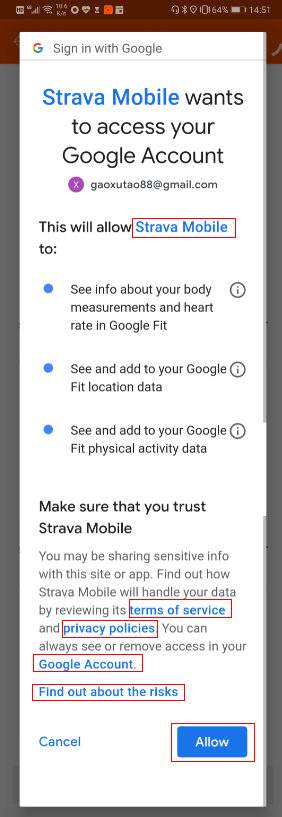 10.6
K/s
64%
14:51
Sign in with Google
Strava Mobile wants
to access your
Google Account
X
gaoxutao88@gmail.com
This will allow Strava Mobile
to:
See info about your body
measurements and heart
rate in Google Fit
See and add to your Google
Fit location data
See and add to your Google
Fit physical activity data
Make sure that you trust
Strava Mobile
You may be sharing sensitive info
with this site or app. Find out how
Strava Mobile will handle your data
by reviewing its terms of service
and privacy policies. You can
always see or remove access in your
Google Account.
Find out about the risks
Cancel
Allow